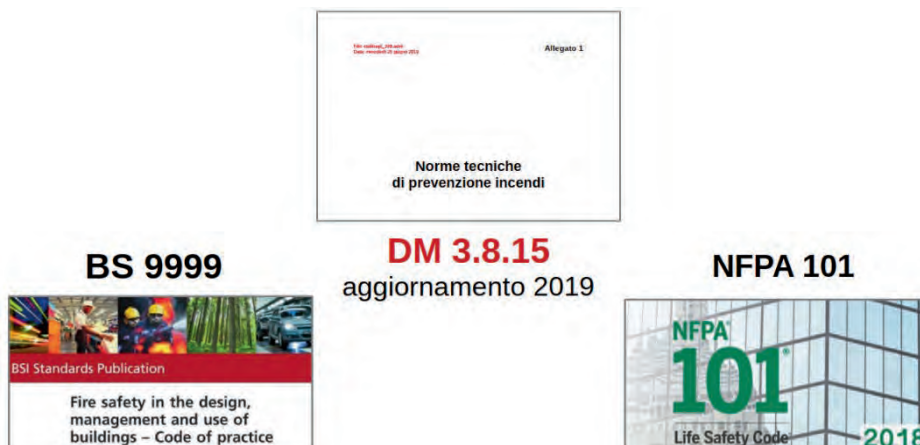 Allegato 1
Norme tecniche
di prevenzione incendi
DM 3.8.15
aggiornamento 2019
BS 9999
BSI Standards Publication
Fire safety in the design,
management and use of
buildings – Code of practice
NFPA 101
NFPA®
101®
Life Safety Code
2018